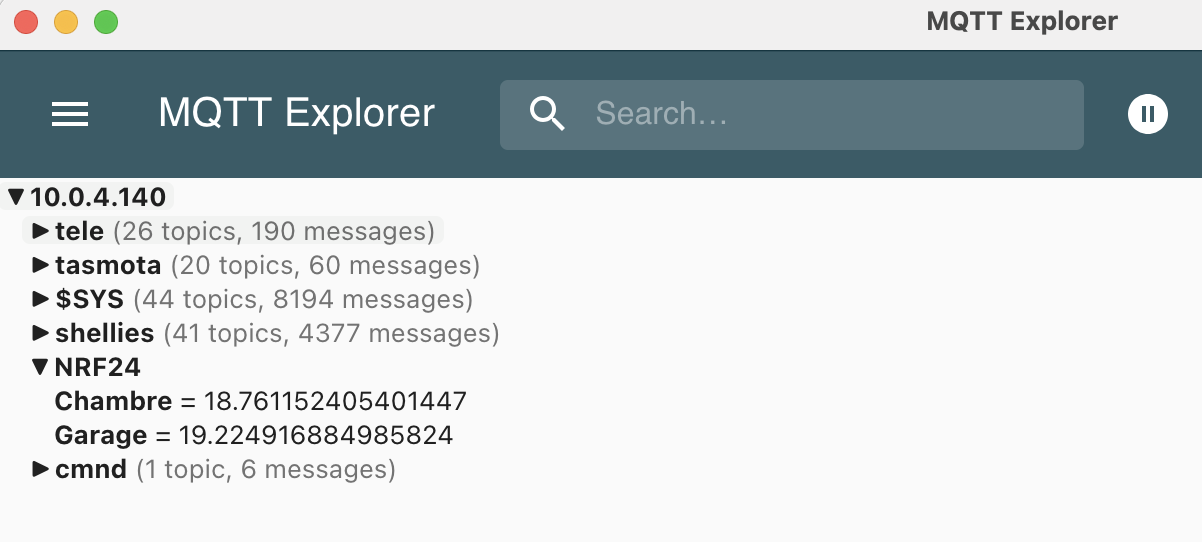 MQTT Explorer
MQTT Explorer
Search...
10.0.4.140
tele (26 topics, 190 messages)
tasmota (20 topics, 60 messages)
$SYS (44 topics, 8194 messages)
shellies (41 topics, 4377 messages)
NRF24
Chambre = 18.761152405401447
Garage = 19.224916884985824
cmnd (1 topic, 6 messages)